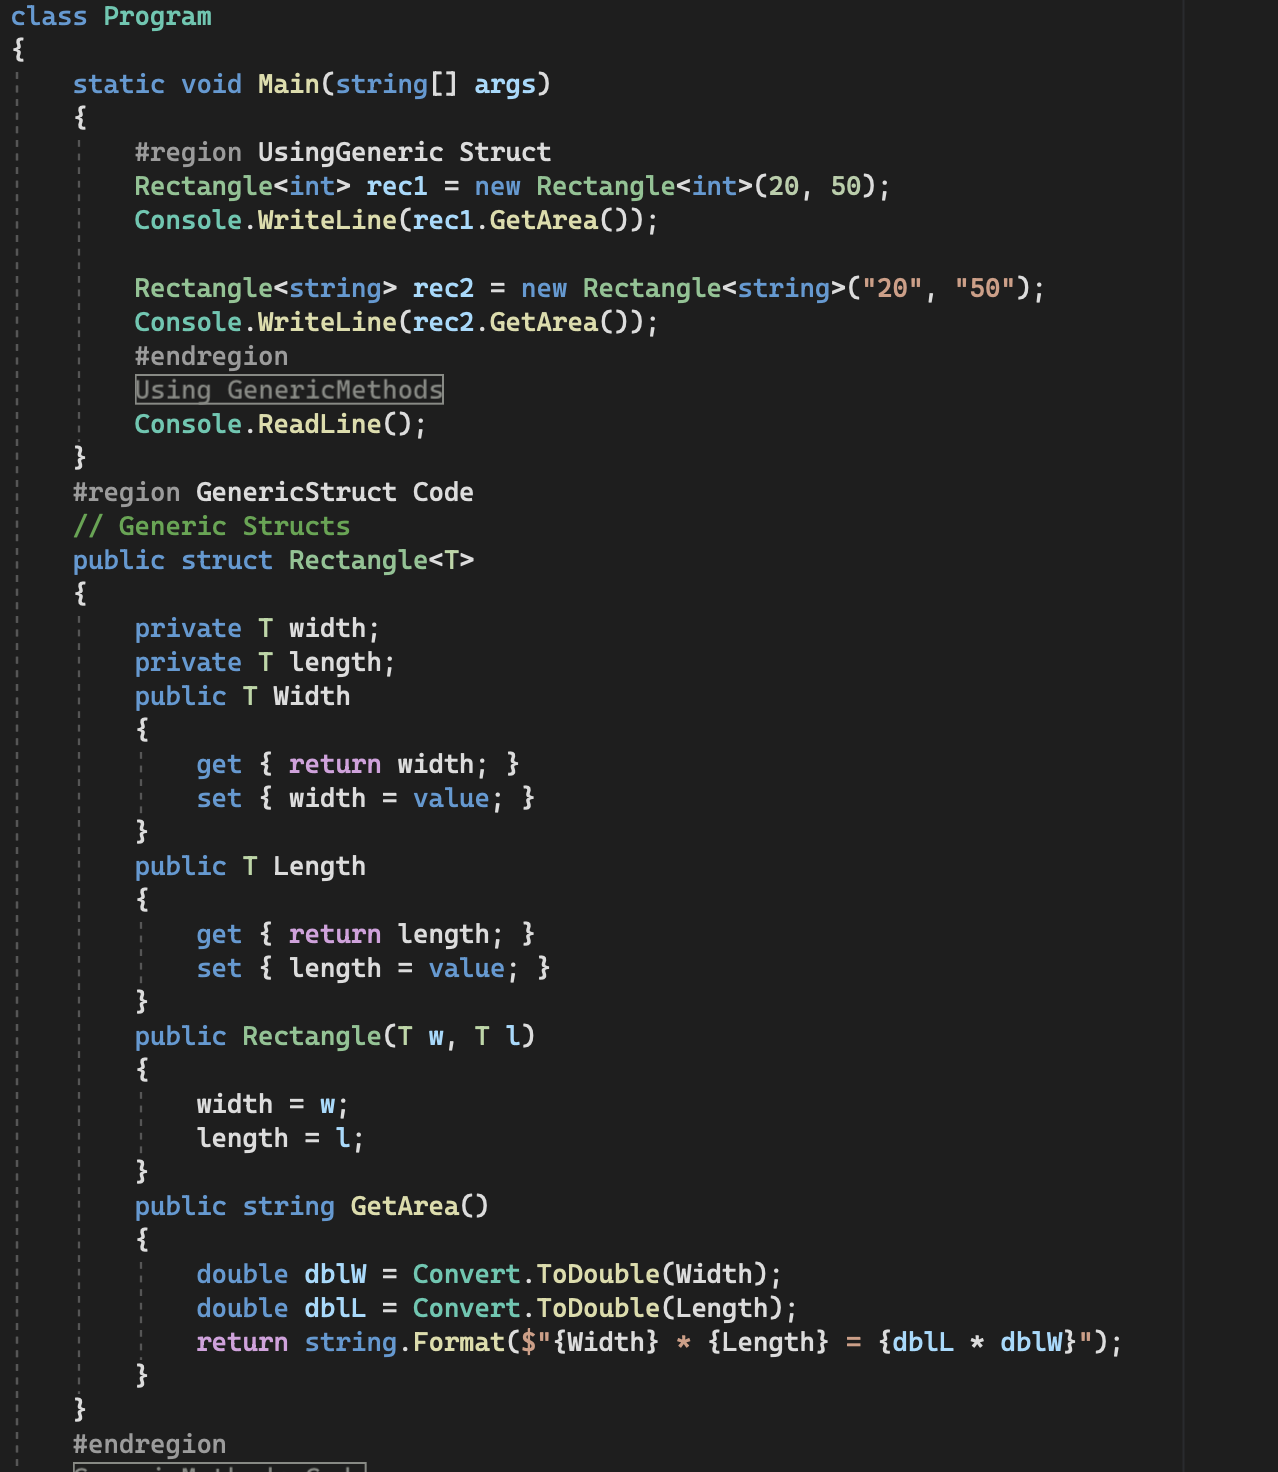 class Program
{
    static void Main(string[] args)
    {
        #region UsingGeneric Struct
        Rectangle<int> rec1 = new Rectangle<int>(20, 50);
        Console.WriteLine(rec1.GetArea());

        Rectangle<string> rec2 = new Rectangle<string>("20", "50");
        Console.WriteLine(rec2.GetArea());
        #endregion
        Using GenericMethods
        Console.ReadLine();
    }
    #region GenericStruct Code
    // Generic Structs
    public struct Rectangle<T>
    {
        private T width;
        private T length;
        public T Width
        {
            get { return width; }
            set { width = value; }
        }
        public T Length
        {
            get { return length; }
            set { length = value; }
        }
        public Rectangle(T w, T l)
        {
            width = w;
            length = l;
        }
        public string GetArea()
        {
            double dblW = Convert.ToDouble(Width);
            double dblL = Convert.ToDouble(Length);
            return string.Format($"{Width} * {Length} = {dblL * dblW}");
        }
    }
    #endregion